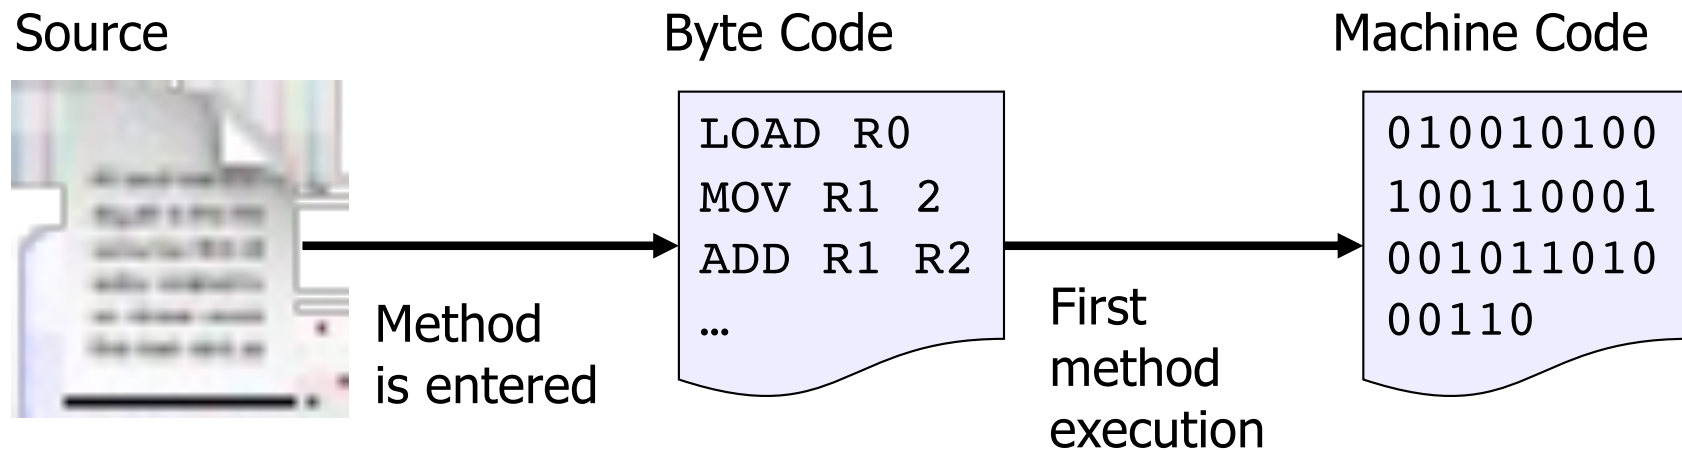 Source
Byte Code
Machine Code
LOAD R0
MOV R1 2
ADD R1 R2
…
010010100
100110001
001011010
00110
Method
is entered
First
method
execution